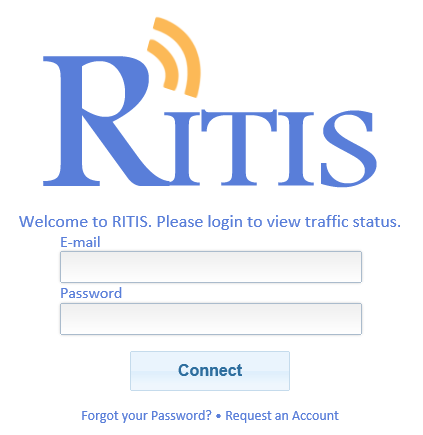 RITIS
Welcome to RITIS. Please login to view traffic status.
E-mail
Password
Connect
Forgot your Password? • Request an Account